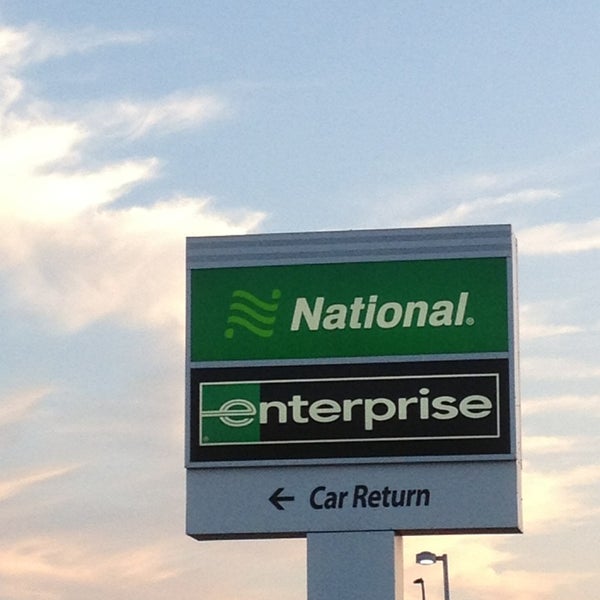 National®
enterprise
← Car Return